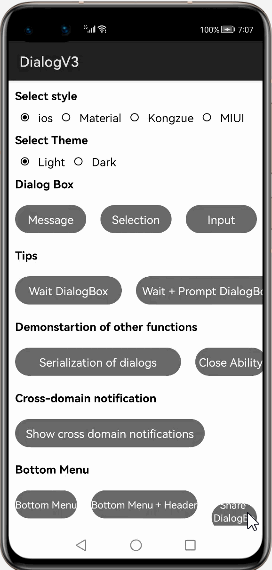 100% 7:07
DialogV3
Select style
ios Material Kongzue MIUI
Select Theme
Light Dark
Dialog Box
Message Selection Input
Tips
Wait DialogBox Wait + Prompt DialogBo
Demonstartion of other functions
Serialization of dialogs Close Ability
Cross-domain notification
Show cross domain notifications
Bottom Menu
Bottom Menu Bottom Menu + Header Share
DialogB